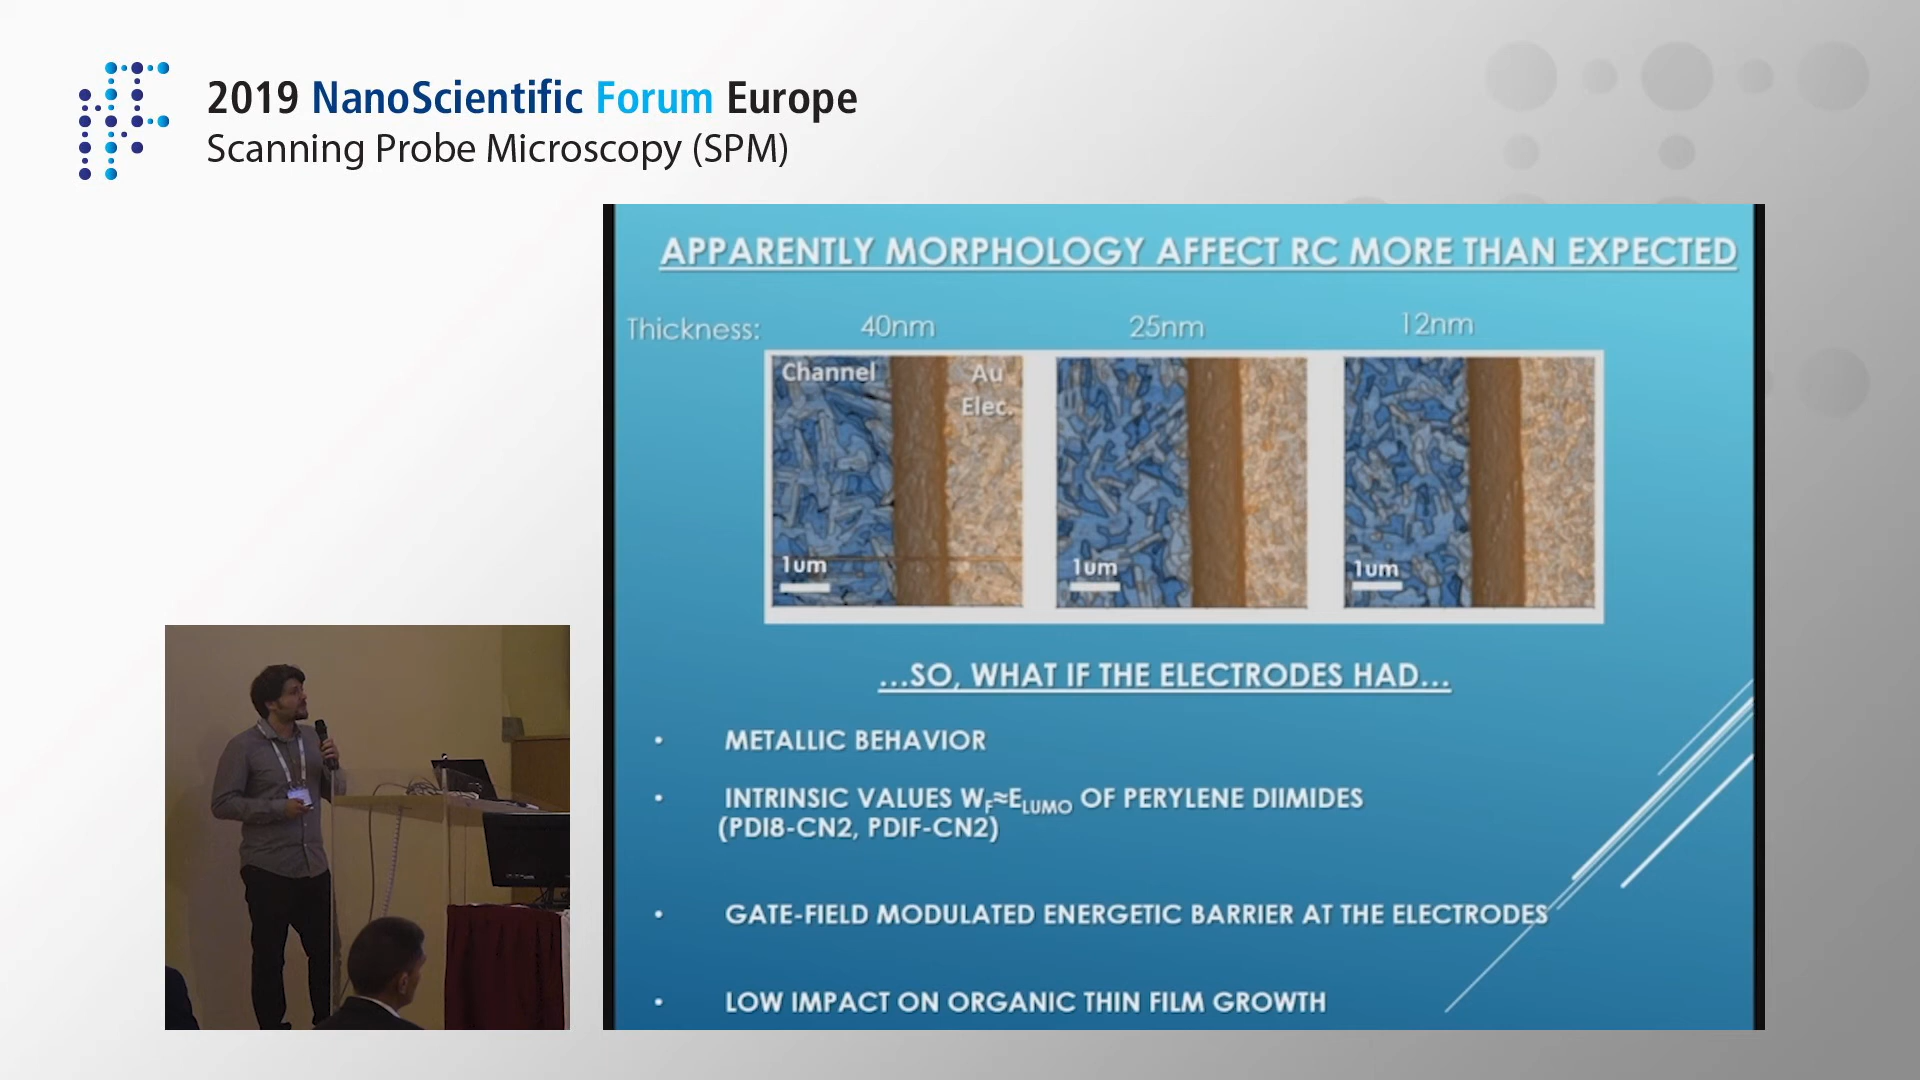 2019 NanoScientific Forum Europe
Scanning Probe Microscopy (SPM)
APPARENTLY MORPHOLOGY AFFECT RC MORE THAN EXPECTED
Thickness: 40nm 25nm 12nm
Channel Au
Elec.
1um 1um 1um
...SO, WHAT IF THE ELECTRODES HAD...
• METALLIC BEHAVIOR
• INTRINSIC VALUES WF≈ELUMO OF PERYLENE DIIMIDES
(PDI8-CN2, PDIF-CN2)
• GATE-FIELD MODULATED ENERGETIC BARRIER AT THE ELECTRODES
• LOW IMPACT ON ORGANIC THIN FILM GROWTH